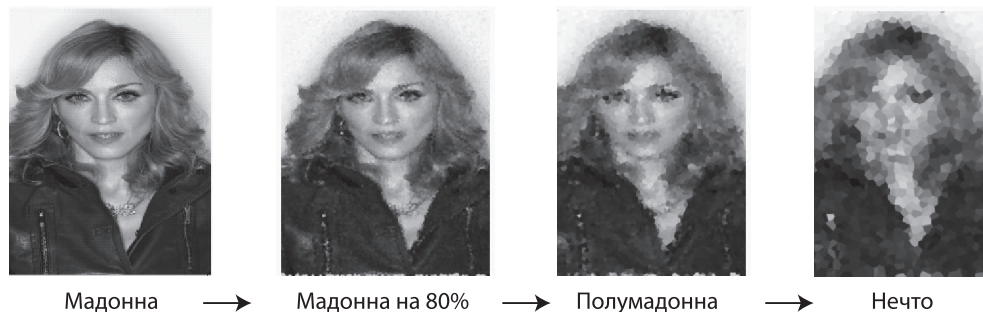 Мадонна → Мадонна на 80% → Полумадонна → Нечто